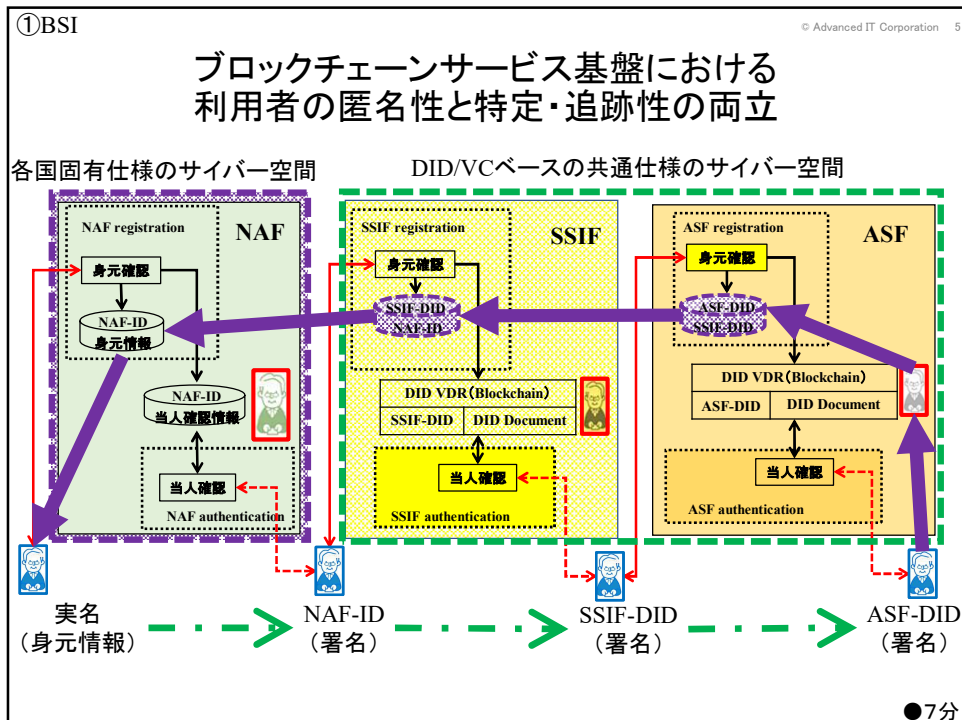 ①BSI
© Advanced IT Corporation 5
ブロックチェーンサービス基盤における
利用者の匿名性と特定・追跡性の両立
各国固有仕様のサイバー空間
DID/VCベースの共通仕様のサイバー空間
NAF registration
NAF
身元確認
NAF-ID
身元情報
NAF-ID
当人確認情報
当人確認
NAF authentication
SSIF registration
SSIF
身元確認
SSIF-DID
NAF-ID
DID VDR(Blockchain)
SSIF-DID
DID Document
当人確認
SSIF authentication
ASF registration
ASF
身元確認
ASF-DID
SSIF-DID
DID VDR(Blockchain)
ASF-DID
DID Document
当人確認
ASF authentication
実名
(身元情報)
NAF-ID
(署名)
SSIF-DID
(署名)
ASF-DID
(署名)
●7分